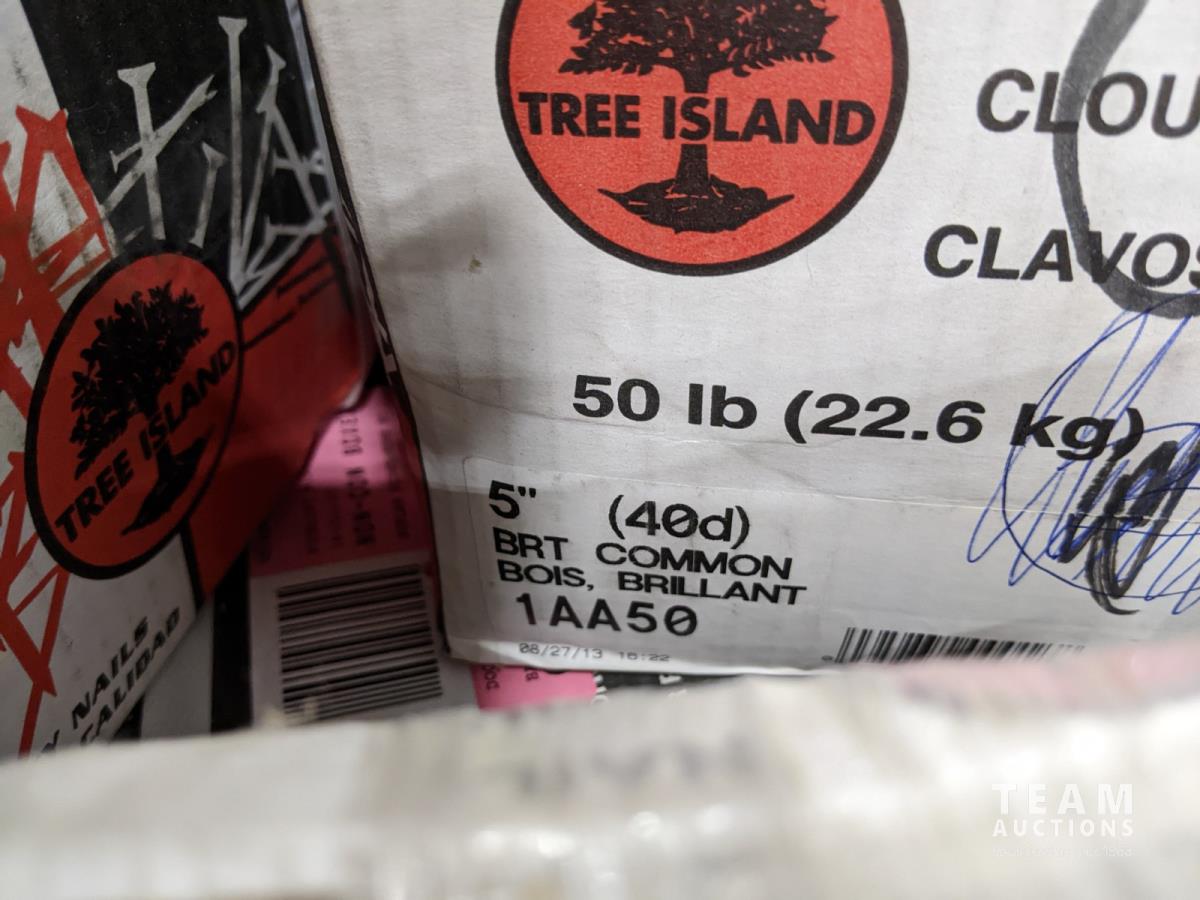 TREE ISLAND
CLOU
CLAVOS
50 lb (22.6 kg)
5" (40d)
BRT COMMON
BOIS, BRILLANT
1AA50
08/27/13 16:22
TREE ISLAND
NAILS
CALIDAD
TEAM
AUCTIONS